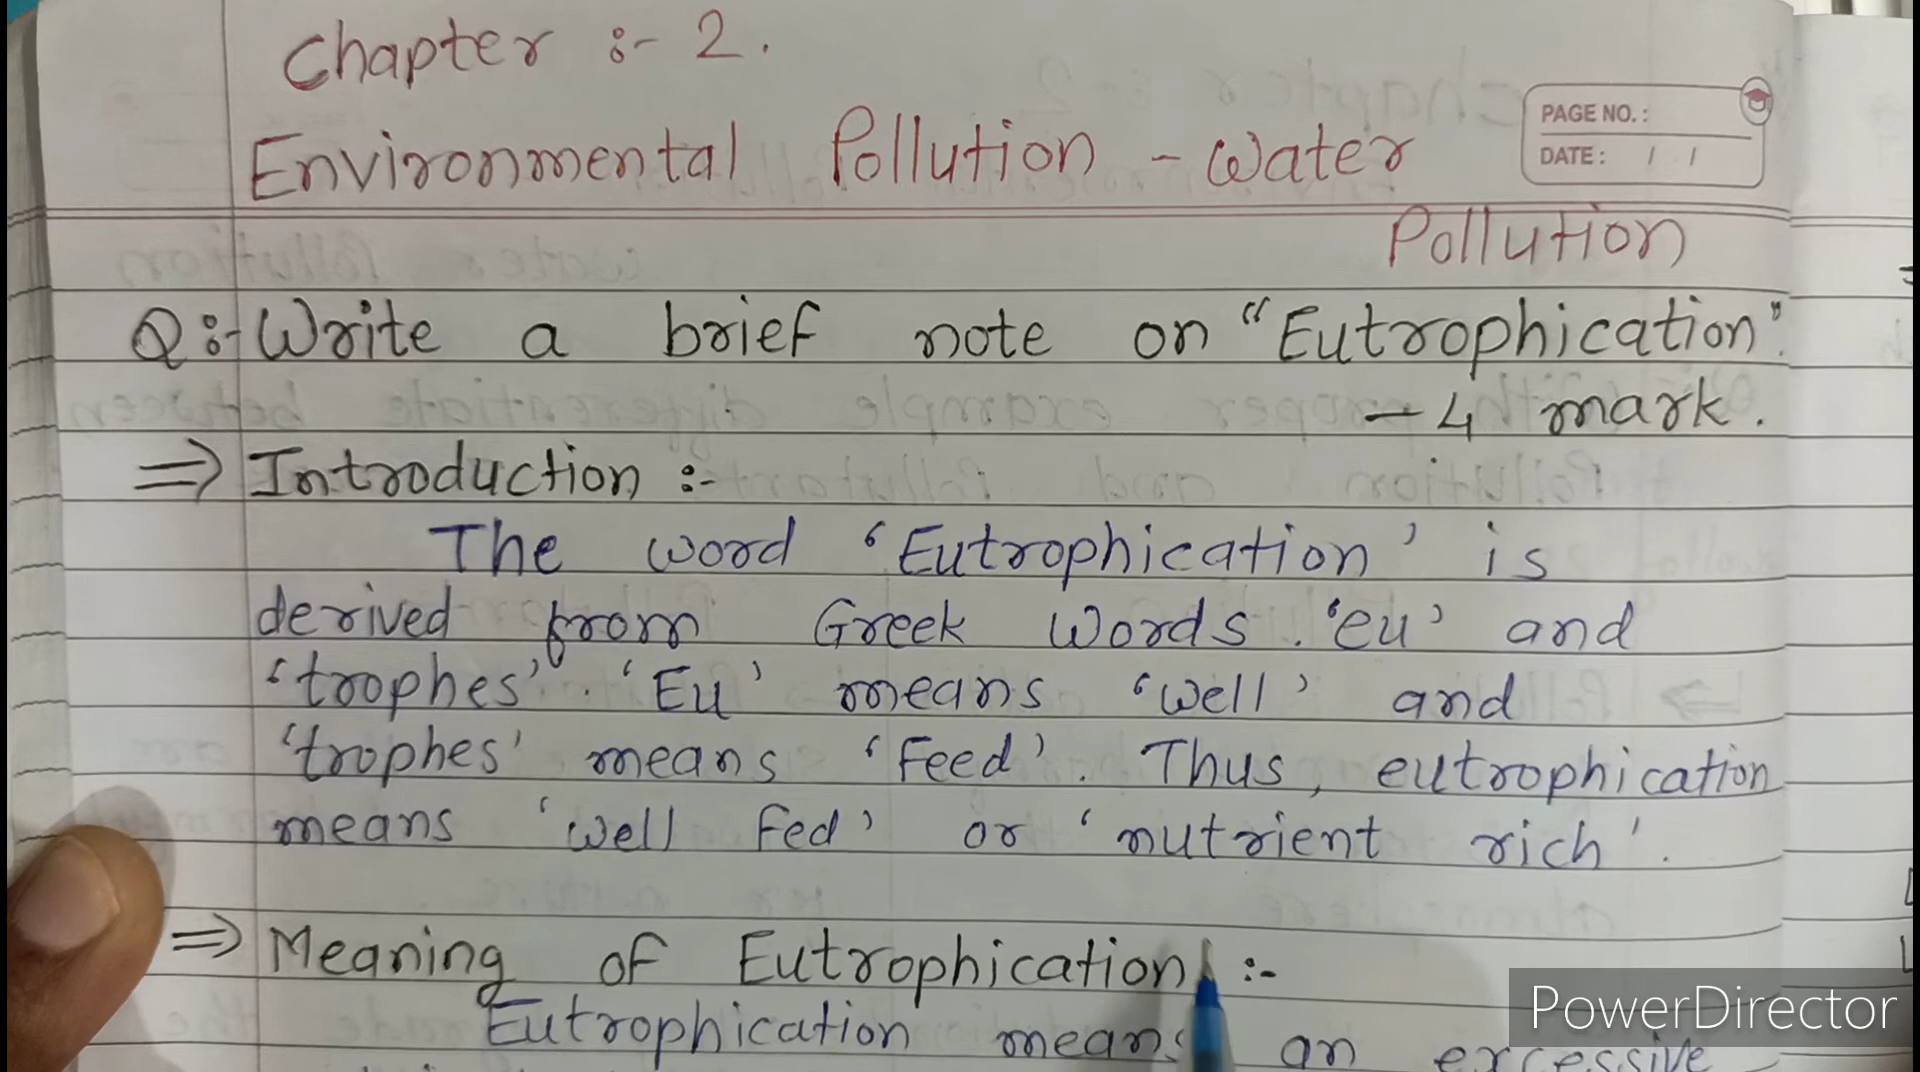 Chapter :- 2.
PAGE NO. :
DATE : / /
Environmental Pollution - Water
Pollution
Q:- Write a brief note on "Eutrophication".
- 4 mark.
⇒ Introduction :-
The word 'Eutrophication' is
derived from Greek words. 'eu' and
'trophes'. 'Eu' means 'well' and
'trophes' means 'Feed'. Thus, eutrophication
means 'well fed' or 'nutrient rich'.
⇒ Meaning of Eutrophication :-
Eutrophication means an excessive
PowerDirector